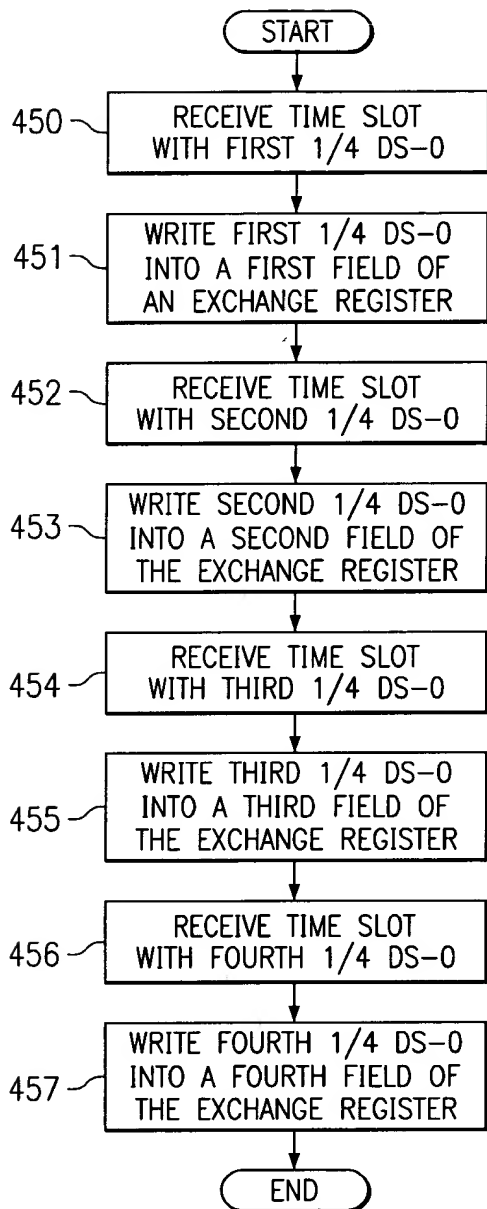 START
450
RECEIVE TIME SLOT
WITH FIRST 1/4 DS-0
451
WRITE FIRST 1/4 DS-0
INTO A FIRST FIELD OF
AN EXCHANGE REGISTER
452
RECEIVE TIME SLOT
WITH SECOND 1/4 DS-0
453
WRITE SECOND 1/4 DS-0
INTO A SECOND FIELD OF
THE EXCHANGE REGISTER
454
RECEIVE TIME SLOT
WITH THIRD 1/4 DS-0
455
WRITE THIRD 1/4 DS-0
INTO A THIRD FIELD OF
THE EXCHANGE REGISTER
456
RECEIVE TIME SLOT
WITH FOURTH 1/4 DS-0
457
WRITE FOURTH 1/4 DS-0
INTO A FOURTH FIELD OF
THE EXCHANGE REGISTER
END